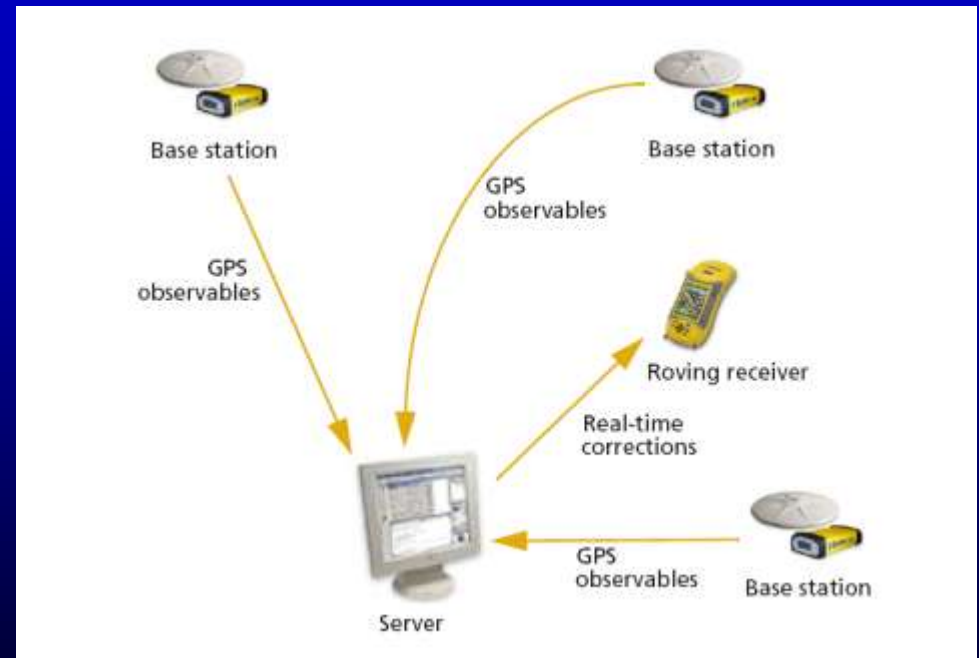 Base station
Base station
GPS
observables
GPS
observables
Roving receiver
Real-time
corrections
GPS
observables
Base station
Server